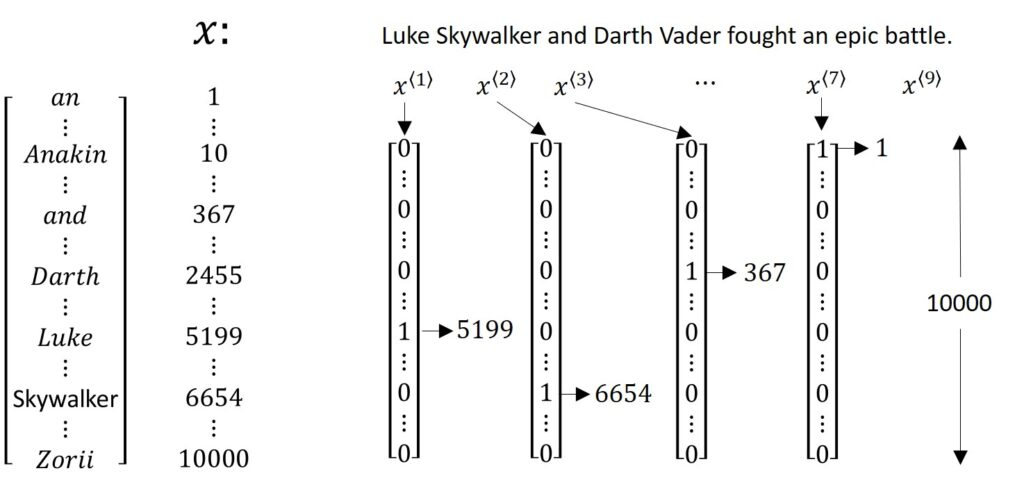 x:
Luke Skywalker and Darth Vader fought an epic battle.
x⟨1⟩ x⟨2⟩ x⟨3⟩ ... x⟨7⟩ x⟨9⟩
an 1
⋮ ⋮
Anakin 10
⋮ ⋮
and 367
⋮ ⋮
Darth 2455
⋮ ⋮
Luke 5199
⋮ ⋮
Skywalker 6654
⋮ ⋮
Zorii 10000
0 0 0 1 1
⋮ ⋮ ⋮ ⋮
0 0 0 0
⋮ ⋮ ⋮ ⋮
0 0 1 367 0
⋮ ⋮ ⋮ ⋮
1 5199 0 0 0
⋮ ⋮ ⋮ ⋮
0 1 6654 0 0
⋮ ⋮ ⋮ ⋮
0 0 0 0
10000